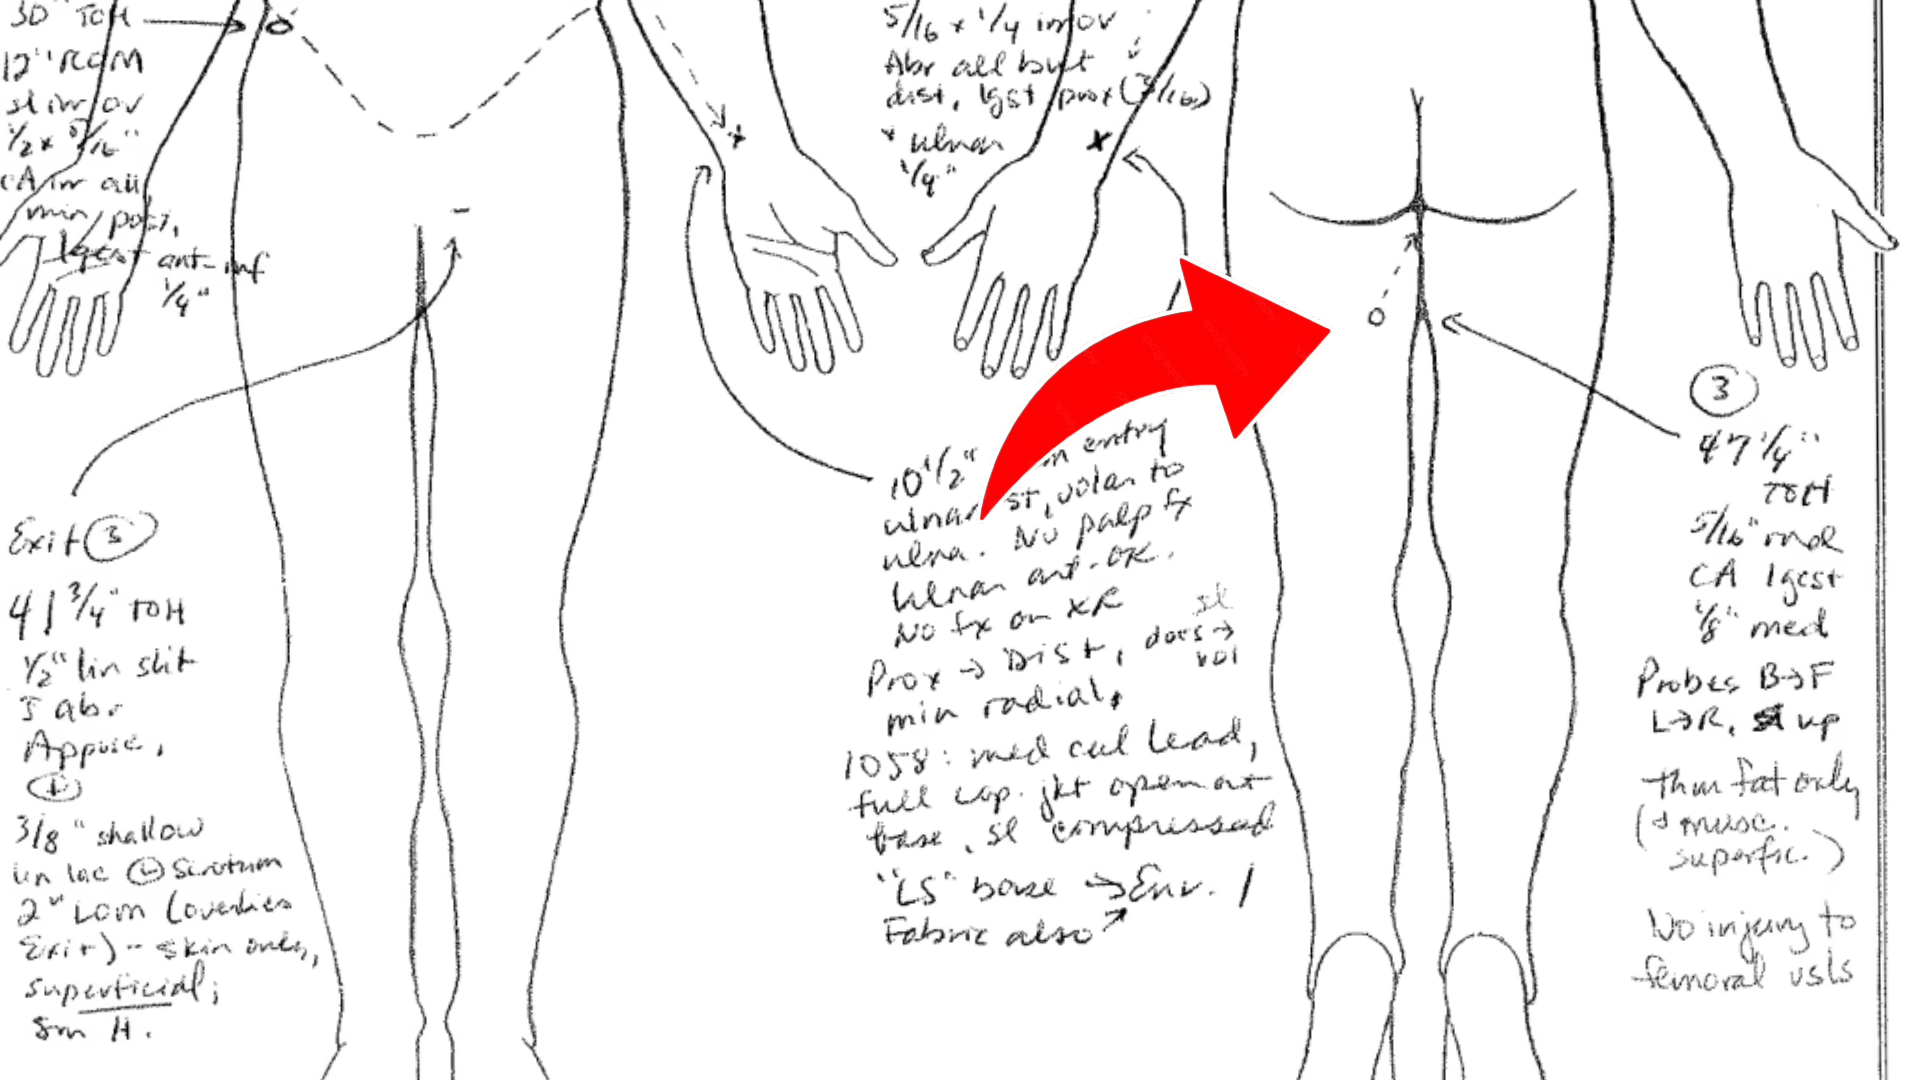 30" TOH
12" ROAM
sl irr ov
1/2 x 5/16"
CA irr all,
min/post,
lgest ant-inf
1/4"
Exit 3
41 3/4" TOH
1/2" lin slit
abr
L
3/8" shallow
lin lac L Scrotum
2" (overlies
Exit) - skin only,
superficial;
sm H.
5/16 x 1/4 irr ov
Abr all but
dist, lgst prox (3/16)
* ulnar
1/4"
10 1/2" entry
ulnar volar to
ulna. No palp fx
Ulnar art. OK.
No fx on XR
Prox → Dist, dors → sl vol
min radial.
1058: med cal lead,
full cop. jkt open at
base, sl compressed
"LS" base → Env. 1
Fabric also ↗
3
47 1/4"
TOH
5/16" rnd
CA lgest
1/8" med
Probes B→F
L→R, sl up
thru fat only
(& musc.
superfic.)
No injury to
femoral vsls